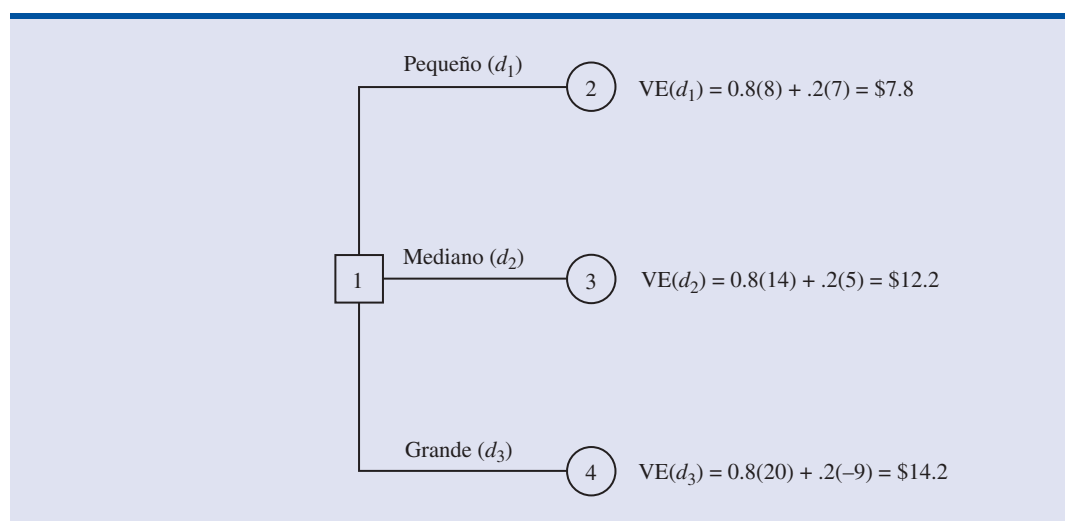 Pequeño (d₁)
2 VE(d₁) = 0.8(8) + .2(7) = $7.8
Mediano (d₂)
1 3 VE(d₂) = 0.8(14) + .2(5) = $12.2
Grande (d₃)
4 VE(d₃) = 0.8(20) + .2(–9) = $14.2